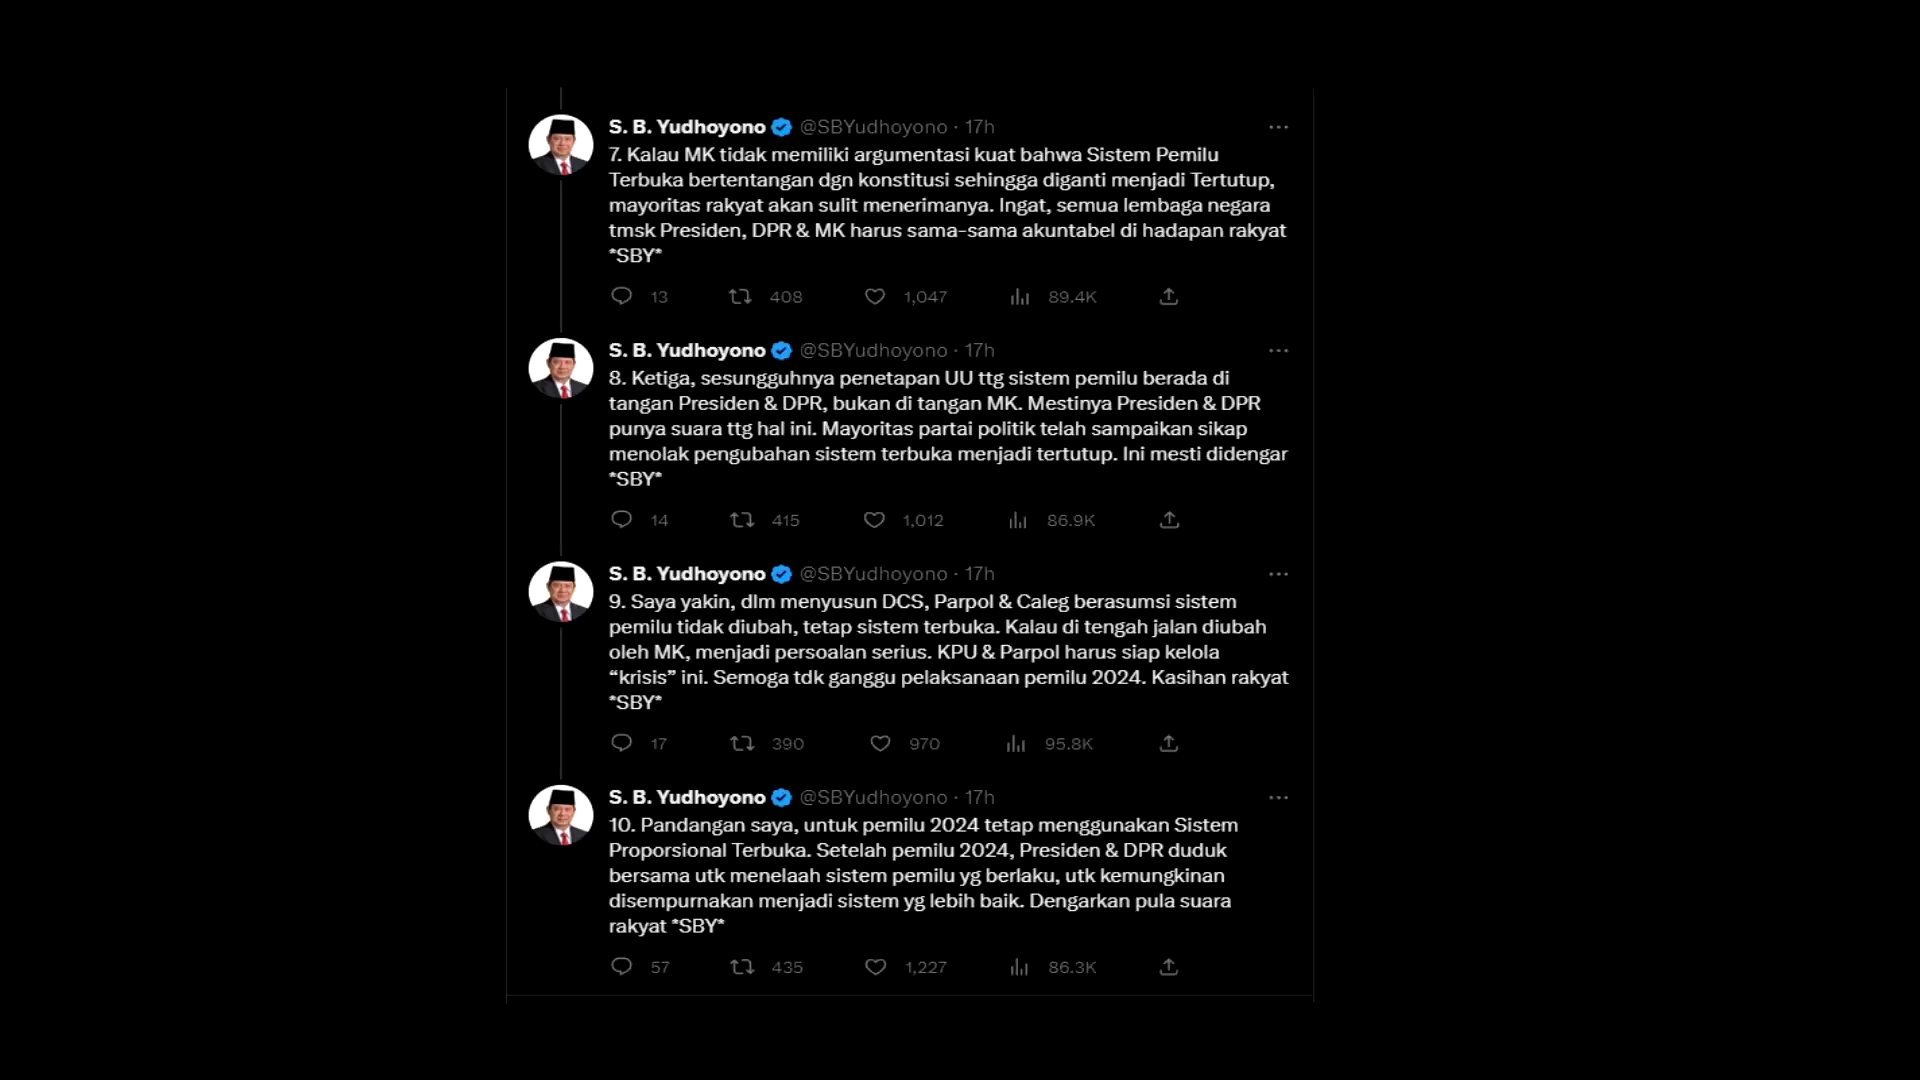 S. B. Yudhoyono @SBYudhoyono · 17h
7. Kalau MK tidak memiliki argumentasi kuat bahwa Sistem Pemilu
Terbuka bertentangan dgn konstitusi sehingga diganti menjadi Tertutup,
mayoritas rakyat akan sulit menerimanya. Ingat, semua lembaga negara
tmsk Presiden, DPR & MK harus sama-sama akuntabel di hadapan rakyat
*SBY*
13 408 1,047 89.4K
S. B. Yudhoyono @SBYudhoyono · 17h
8. Ketiga, sesungguhnya penetapan UU ttg sistem pemilu berada di
tangan Presiden & DPR, bukan di tangan MK. Mestinya Presiden & DPR
punya suara ttg hal ini. Mayoritas partai politik telah sampaikan sikap
menolak pengubahan sistem terbuka menjadi tertutup. Ini mesti didengar
*SBY*
14 415 1,012 86.9K
S. B. Yudhoyono @SBYudhoyono · 17h
9. Saya yakin, dlm menyusun DCS, Parpol & Caleg berasumsi sistem
pemilu tidak diubah, tetap sistem terbuka. Kalau di tengah jalan diubah
oleh MK, menjadi persoalan serius. KPU & Parpol harus siap kelola
“krisis” ini. Semoga tdk ganggu pelaksanaan pemilu 2024. Kasihan rakyat
*SBY*
17 390 970 95.8K
S. B. Yudhoyono @SBYudhoyono · 17h
10. Pandangan saya, untuk pemilu 2024 tetap menggunakan Sistem
Proporsional Terbuka. Setelah pemilu 2024, Presiden & DPR duduk
bersama utk menelaah sistem pemilu yg berlaku, utk kemungkinan
disempurnakan menjadi sistem yg lebih baik. Dengarkan pula suara
rakyat *SBY*
57 435 1,227 86.3K